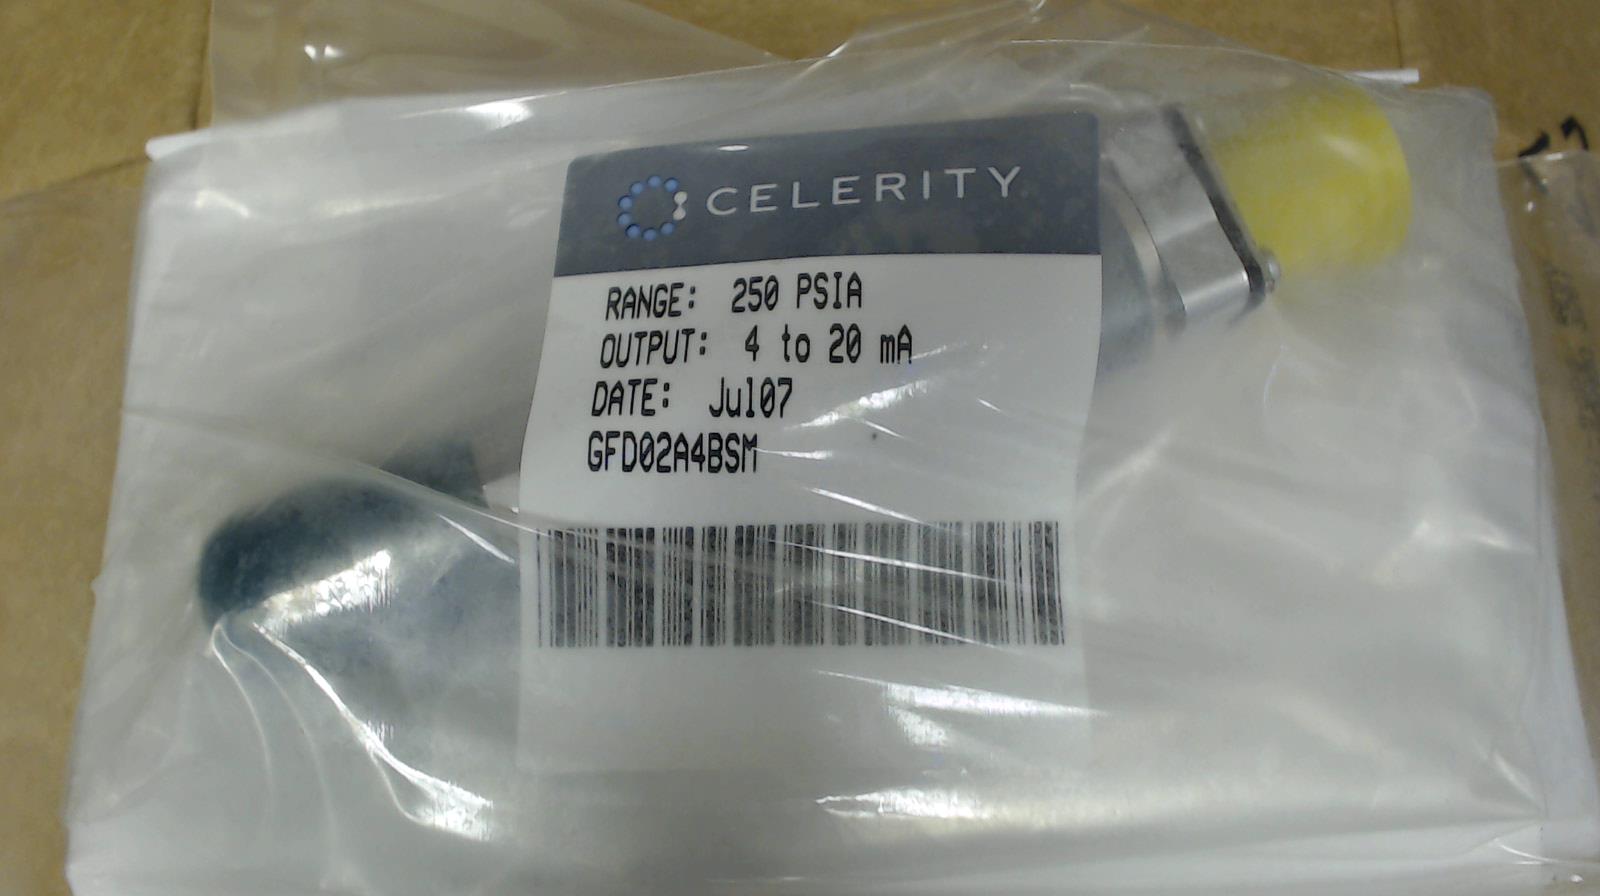 CELERITY
RANGE: 250 PSIA
OUTPUT: 4 to 20 mA
DATE: Jul07
GFD02A4BSM